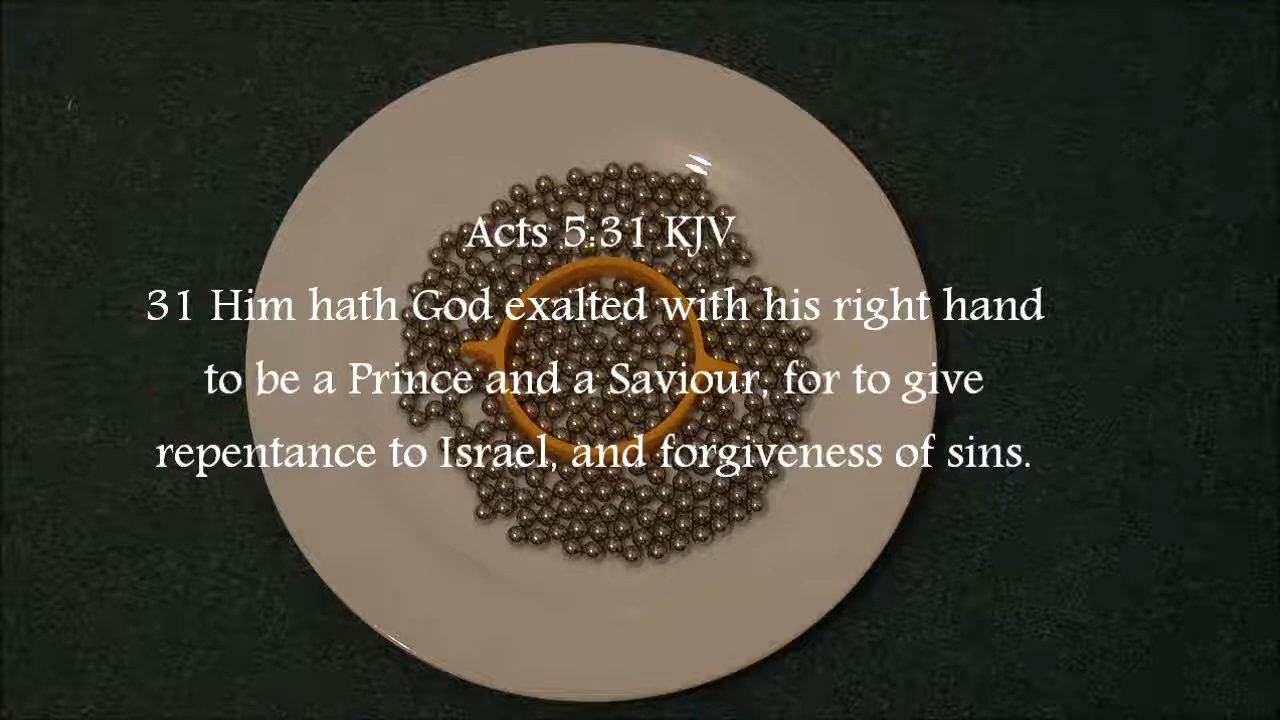 Acts 5:31 KJV
31 Him hath God exalted with his right hand
to be a Prince and a Saviour, for to give
repentance to Israel, and forgiveness of sins.